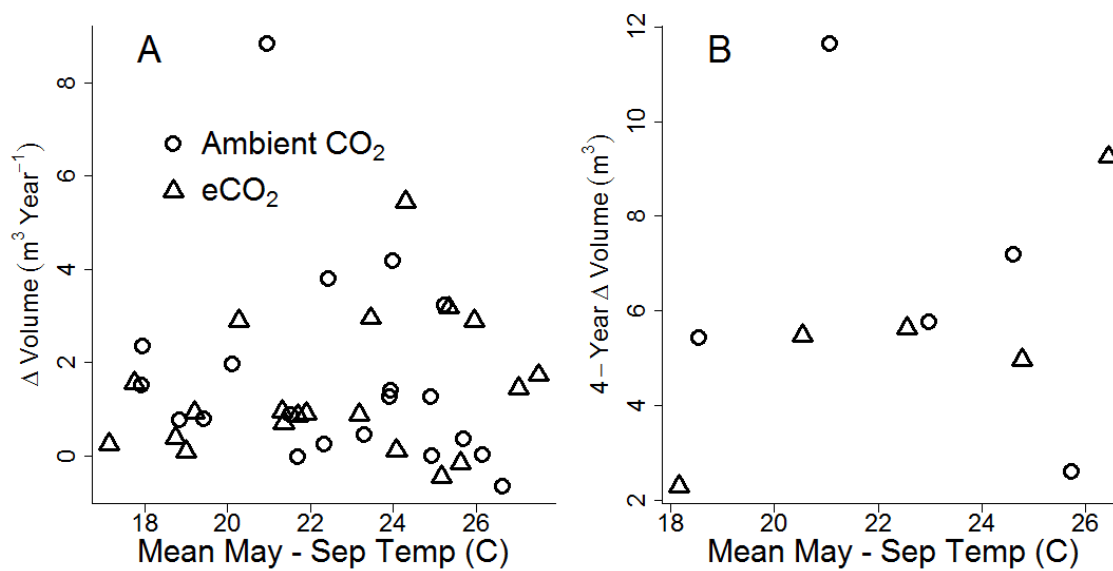 A
Ambient CO₂
eCO₂
Δ Volume (m³ Year⁻¹)
0
2
4
6
8
18
20
22
24
26
Mean May - Sep Temp (C)
B
4 − Year Δ Volume (m³)
2
4
6
8
10
12
18
20
22
24
26
Mean May - Sep Temp (C)